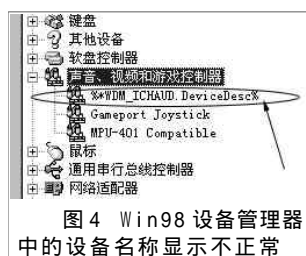 键盘
其他设备
软盘控制器
声音、视频和游戏控制器
%*WDM_ICHAUD.DeviceDesc%
Gameport Joystick
MPU-401 Compatible
鼠标
通用串行总线控制器
网络适配器
图4 Win98设备管理器
中的设备名称显示不正常